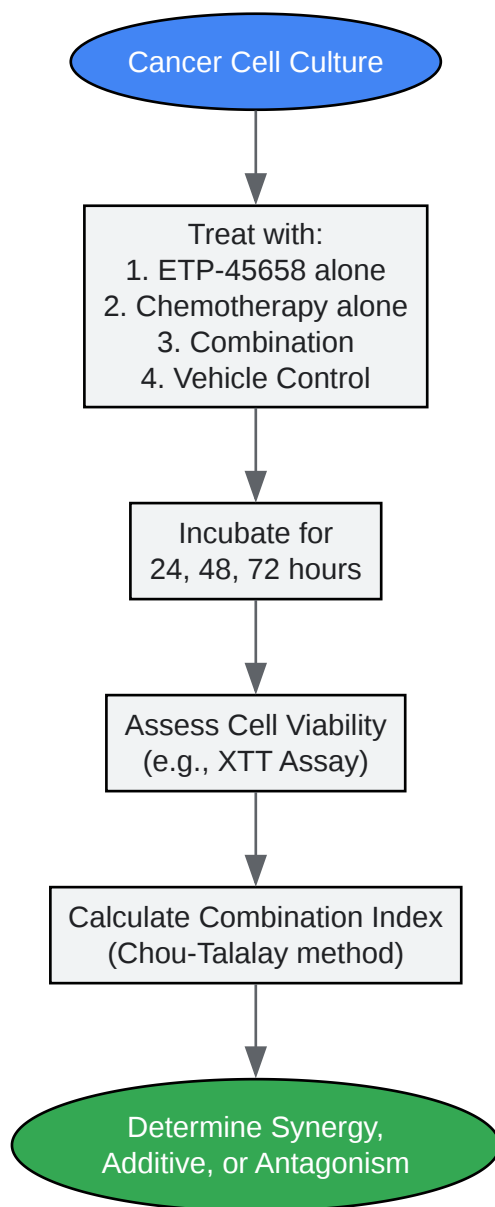 Cancer Cell Culture
Treat with:
1. ETP-45658 alone
2. Chemotherapy alone
3. Combination
4. Vehicle Control
Incubate for
24, 48, 72 hours
Assess Cell Viability
(e.g., XTT Assay)
Calculate Combination Index
(Chou-Talalay method)
Determine Synergy,
Additive, or Antagonism